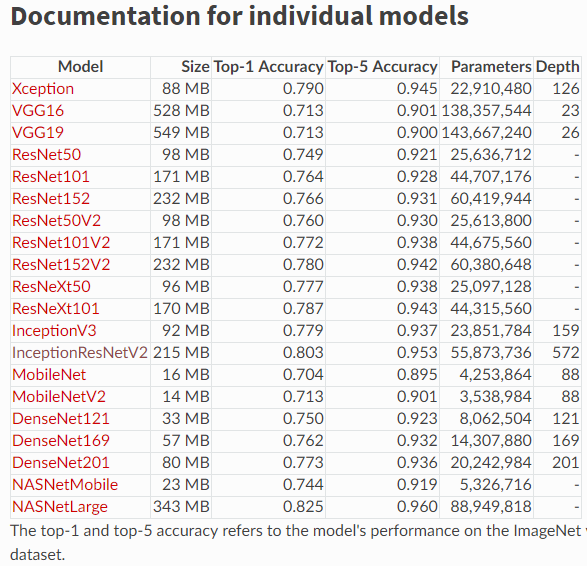 Documentation for individual models
Model Size Top-1 Accuracy Top-5 Accuracy Parameters Depth
Xception 88 MB 0.790 0.945 22,910,480 126
VGG16 528 MB 0.713 0.901 138,357,544 23
VGG19 549 MB 0.713 0.900 143,667,240 26
ResNet50 98 MB 0.749 0.921 25,636,712 -
ResNet101 171 MB 0.764 0.928 44,707,176 -
ResNet152 232 MB 0.766 0.931 60,419,944 -
ResNet50V2 98 MB 0.760 0.930 25,613,800 -
ResNet101V2 171 MB 0.772 0.938 44,675,560 -
ResNet152V2 232 MB 0.780 0.942 60,380,648 -
ResNeXt50 96 MB 0.777 0.938 25,097,128 -
ResNeXt101 170 MB 0.787 0.943 44,315,560 -
InceptionV3 92 MB 0.779 0.937 23,851,784 159
InceptionResNetV2 215 MB 0.803 0.953 55,873,736 572
MobileNet 16 MB 0.704 0.895 4,253,864 88
MobileNetV2 14 MB 0.713 0.901 3,538,984 88
DenseNet121 33 MB 0.750 0.923 8,062,504 121
DenseNet169 57 MB 0.762 0.932 14,307,880 169
DenseNet201 80 MB 0.773 0.936 20,242,984 201
NASNetMobile 23 MB 0.744 0.919 5,326,716 -
NASNetLarge 343 MB 0.825 0.960 88,949,818 -
The top-1 and top-5 accuracy refers to the model's performance on the ImageNet
dataset.